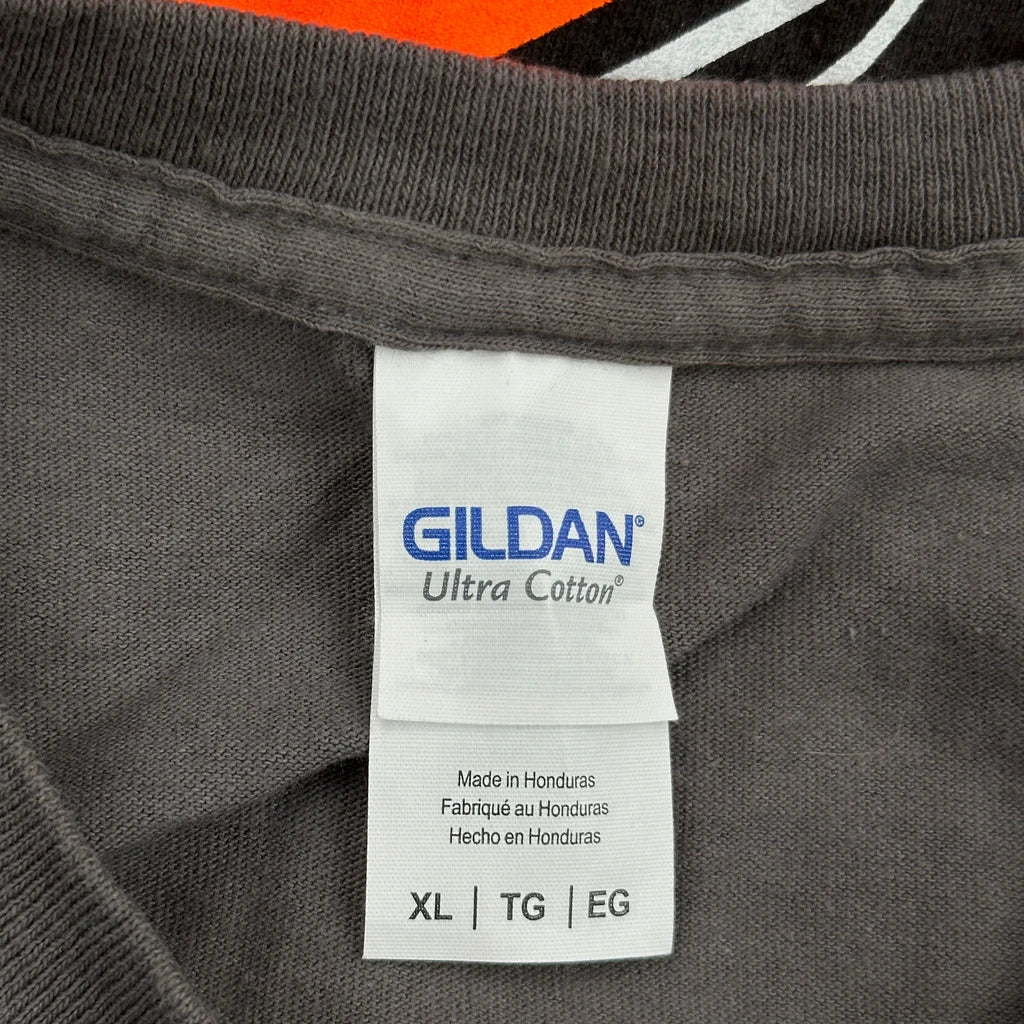 GILDAN®
Ultra Cotton®
Made in Honduras
Fabriqué au Honduras
Hecho en Honduras
XL | TG | EG